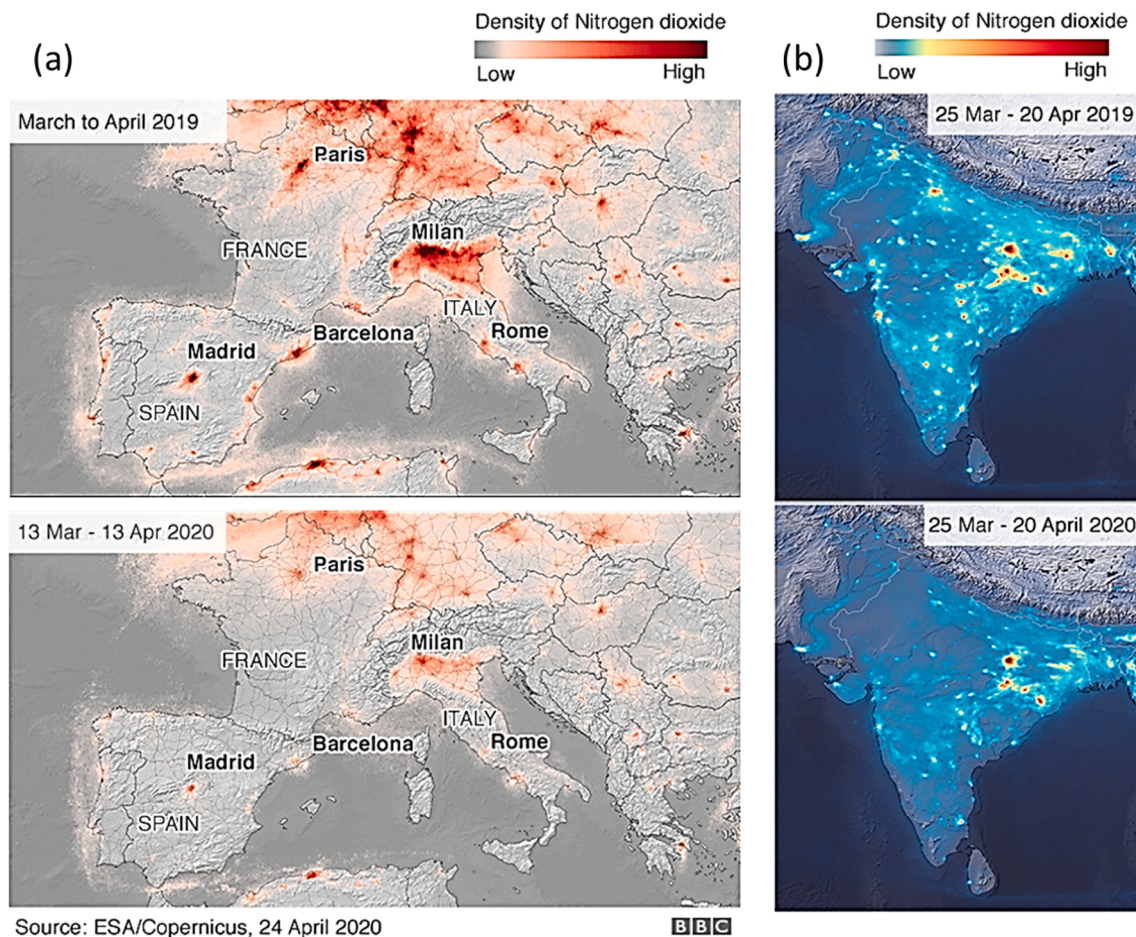 (a)
Density of Nitrogen dioxide
Low High
March to April 2019
Paris
FRANCE
Milan
ITALY
Barcelona
Rome
Madrid
SPAIN
13 Mar - 13 Apr 2020
Paris
FRANCE
Milan
ITALY
Barcelona
Rome
Madrid
SPAIN
Source: ESA/Copernicus, 24 April 2020
BBC
(b)
Density of Nitrogen dioxide
Low High
25 Mar - 20 Apr 2019
25 Mar - 20 April 2020